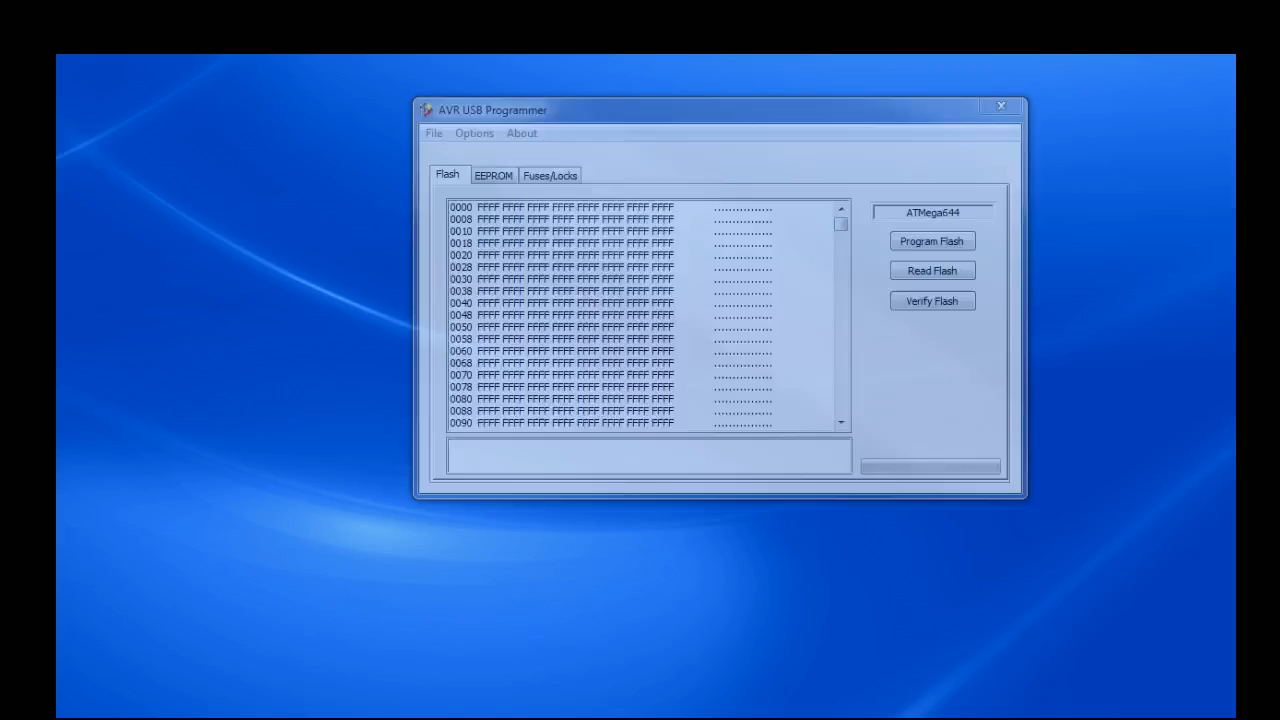 AVR USB Programmer
File Options About
Flash EEPROM Fuses/Locks
0000 FFFF FFFF FFFF FFFF FFFF FFFF FFFF FFFF ................
0008 FFFF FFFF FFFF FFFF FFFF FFFF FFFF FFFF ................
0010 FFFF FFFF FFFF FFFF FFFF FFFF FFFF FFFF ................
0018 FFFF FFFF FFFF FFFF FFFF FFFF FFFF FFFF ................
0020 FFFF FFFF FFFF FFFF FFFF FFFF FFFF FFFF ................
0028 FFFF FFFF FFFF FFFF FFFF FFFF FFFF FFFF ................
0030 FFFF FFFF FFFF FFFF FFFF FFFF FFFF FFFF ................
0038 FFFF FFFF FFFF FFFF FFFF FFFF FFFF FFFF ................
0040 FFFF FFFF FFFF FFFF FFFF FFFF FFFF FFFF ................
0048 FFFF FFFF FFFF FFFF FFFF FFFF FFFF FFFF ................
0050 FFFF FFFF FFFF FFFF FFFF FFFF FFFF FFFF ................
0058 FFFF FFFF FFFF FFFF FFFF FFFF FFFF FFFF ................
0060 FFFF FFFF FFFF FFFF FFFF FFFF FFFF FFFF ................
0068 FFFF FFFF FFFF FFFF FFFF FFFF FFFF FFFF ................
0070 FFFF FFFF FFFF FFFF FFFF FFFF FFFF FFFF ................
0078 FFFF FFFF FFFF FFFF FFFF FFFF FFFF FFFF ................
0080 FFFF FFFF FFFF FFFF FFFF FFFF FFFF FFFF ................
0088 FFFF FFFF FFFF FFFF FFFF FFFF FFFF FFFF ................
0090 FFFF FFFF FFFF FFFF FFFF FFFF FFFF FFFF ................
ATMega644
Program Flash
Read Flash
Verify Flash